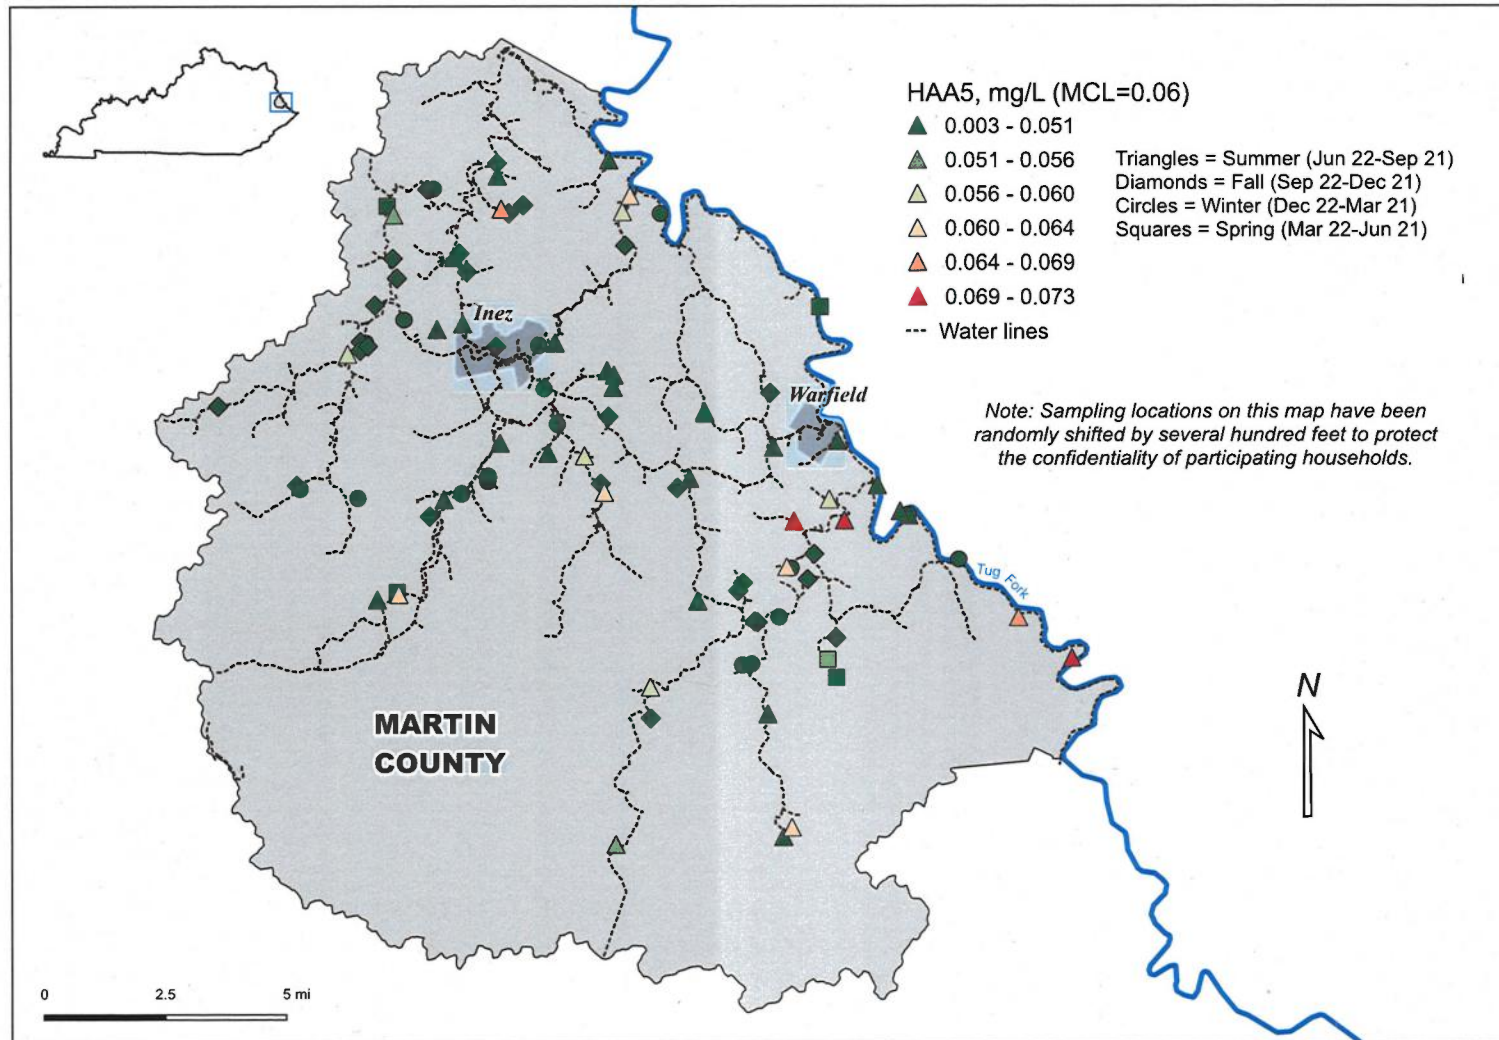 HAA5, mg/L (MCL=0.06)
0.003 - 0.051
0.051 - 0.056
0.056 - 0.060
0.060 - 0.064
0.064 - 0.069
0.069 - 0.073
Water lines
Triangles = Summer (Jun 22-Sep 21)
Diamonds = Fall (Sep 22-Dec 21)
Circles = Winter (Dec 22-Mar 21)
Squares = Spring (Mar 22-Jun 21)
Inez
Warfield
Note: Sampling locations on this map have been
randomly shifted by several hundred feet to protect
the confidentiality of participating households.
Tug Fork
MARTIN
COUNTY
N
0 2.5 5 mi